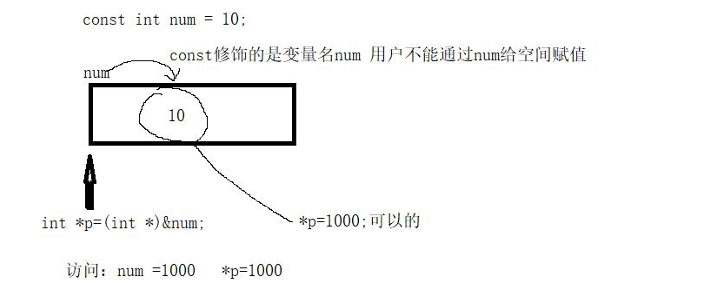 const int num = 10;
const修饰的是变量名num 用户不能通过num给空间赋值
num
10
int *p=(int *)&num;
*p=1000;可以的
访问：num =1000 *p=1000